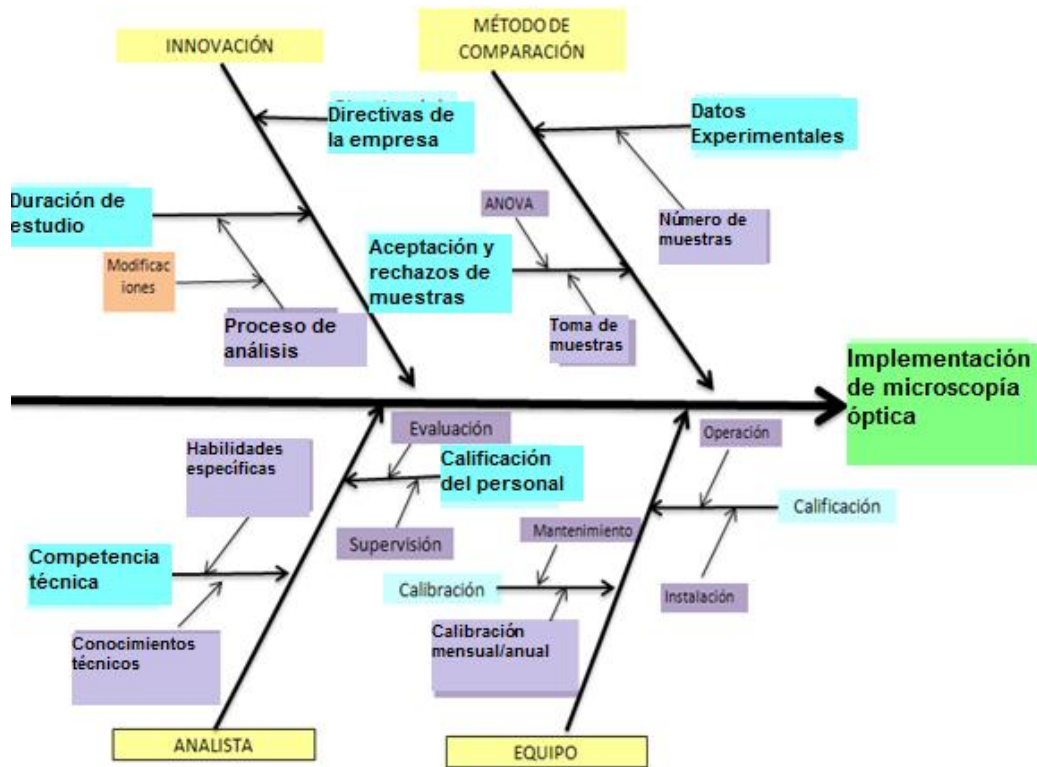 INNOVACIÓN
MÉTODO DE
COMPARACIÓN
Directivas de
la empresa
Datos
Experimentales
Duración de
estudio
ANOVA
Número de
muestras
Modificac
iones
Aceptación y
rechazos de
muestras
Proceso de
análisis
Toma de
muestras
Implementación
de microscopía
óptica
Habilidades
específicas
Evaluación
Calificación
del personal
Operación
Calificación
Mantenimiento
Supervisión
Competencia
técnica
Calibración
Instalación
Conocimientos
técnicos
Calibración
mensual/anual
ANALISTA
EQUIPO